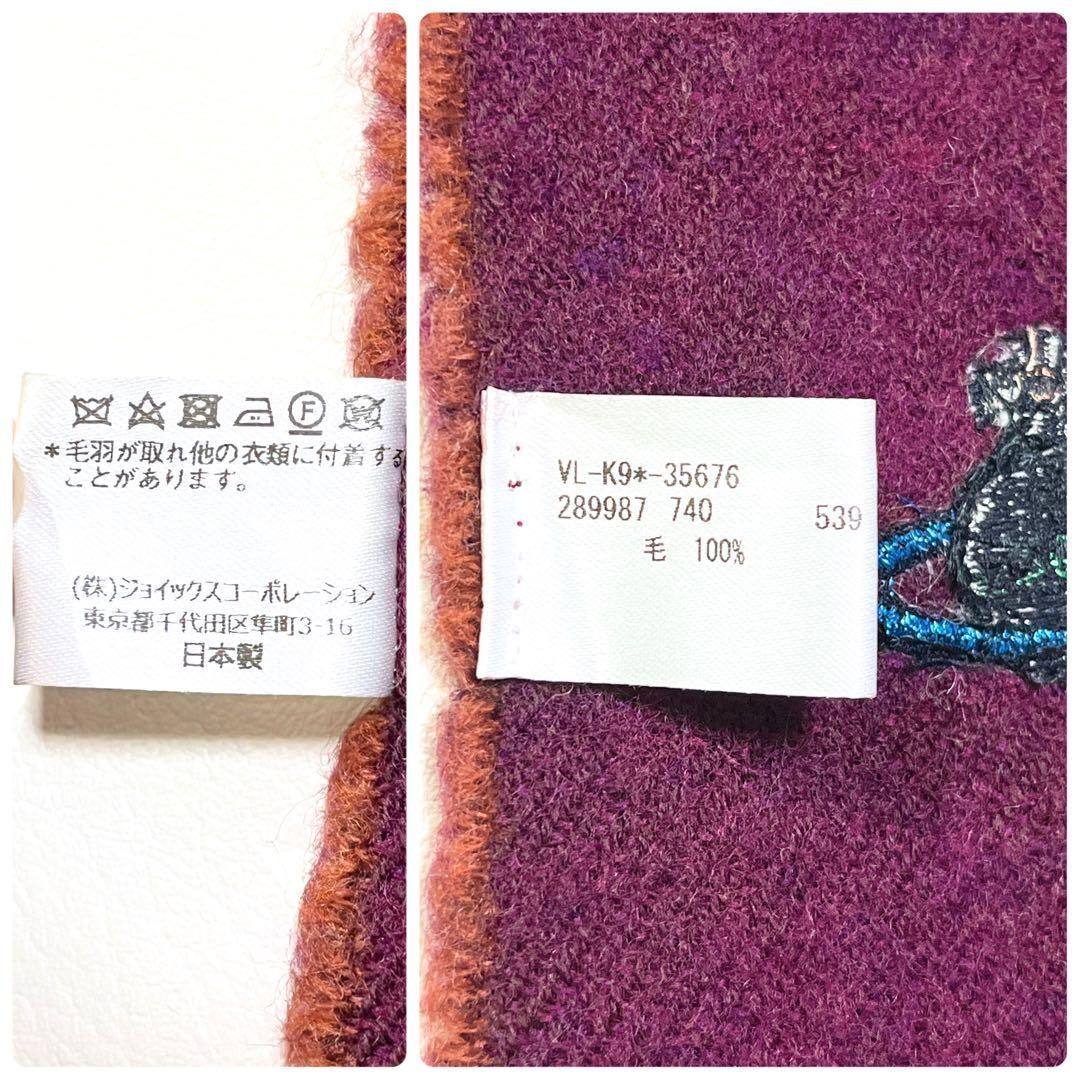 F
*毛羽が取れ他の衣類に付着する
ことがあります。
(株)ジョイックスコーポレーション
東京都千代田区隼町3-16
日本製
VL-K9*-35676
289987 740 539
毛 100%